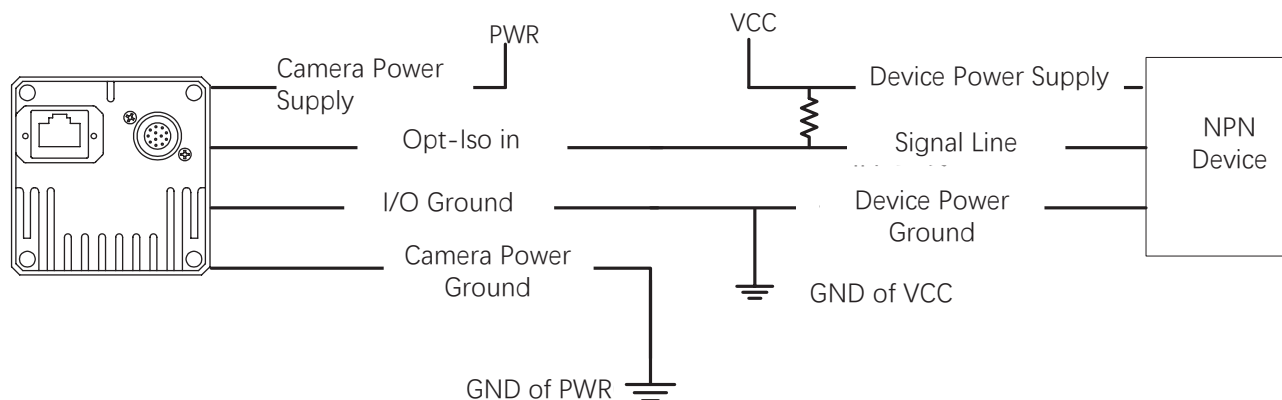 PWR
VCC
Camera Power
Supply
Device Power Supply
Opt-Iso in
Signal Line
NPN
Device
I/O Ground
Device Power
Ground
Camera Power
Ground
GND of VCC
GND of PWR